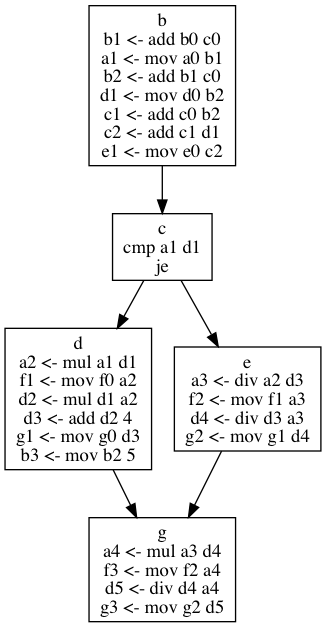 b
b1 <- add b0 c0
a1 <- mov a0 b1
b2 <- add b1 c0
d1 <- mov d0 b2
c1 <- add c0 b2
c2 <- add c1 d1
e1 <- mov e0 c2
c
cmp a1 d1
je
d
a2 <- mul a1 d1
f1 <- mov f0 a2
d2 <- mul d1 a2
d3 <- add d2 4
g1 <- mov g0 d3
b3 <- mov b2 5
e
a3 <- div a2 d3
f2 <- mov f1 a3
d4 <- div d3 a3
g2 <- mov g1 d4
g
a4 <- mul a3 d4
f3 <- mov f2 a4
d5 <- div d4 a4
g3 <- mov g2 d5